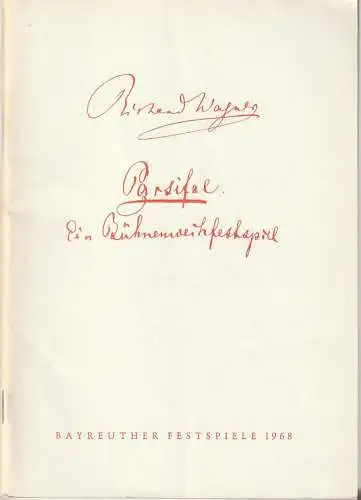 Richard Wagner
Parsifal.
Ein Bühnenweihfestspiel
BAYREUTHER FESTSPIELE 1968